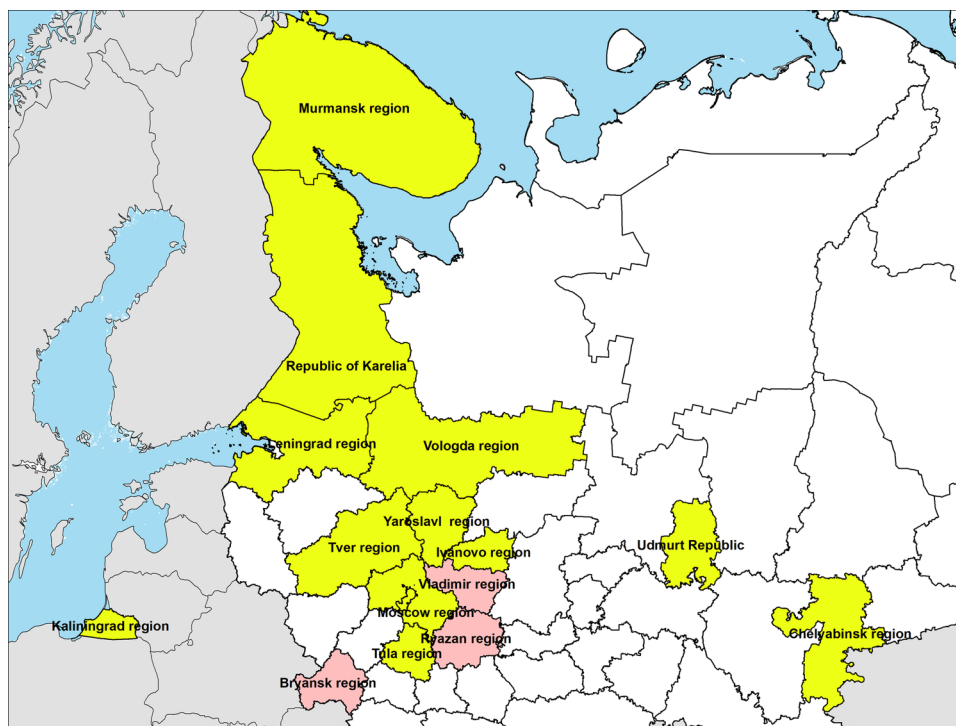 Murmansk region
Republic of Karelia
Leningrad region
Vologda region
Yaroslavl  region
Tver region
Ivanovo region
Udmurt Republic
Vladimir region
Moscow region
Kaliningrad region
Chelyabinsk region
Ryazan region
Tula region
Bryansk region